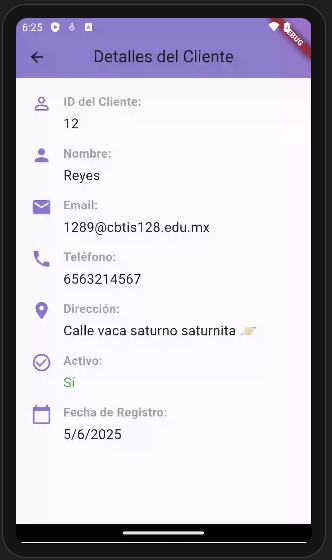 6:25
DEBUG
Detalles del Cliente
ID del Cliente:
12
Nombre:
Reyes
Email:
1289@cbtis128.edu.mx
Teléfono:
6563214567
Dirección:
Calle vaca saturno saturnita 🪐
Activo:
Sí
Fecha de Registro:
5/6/2025